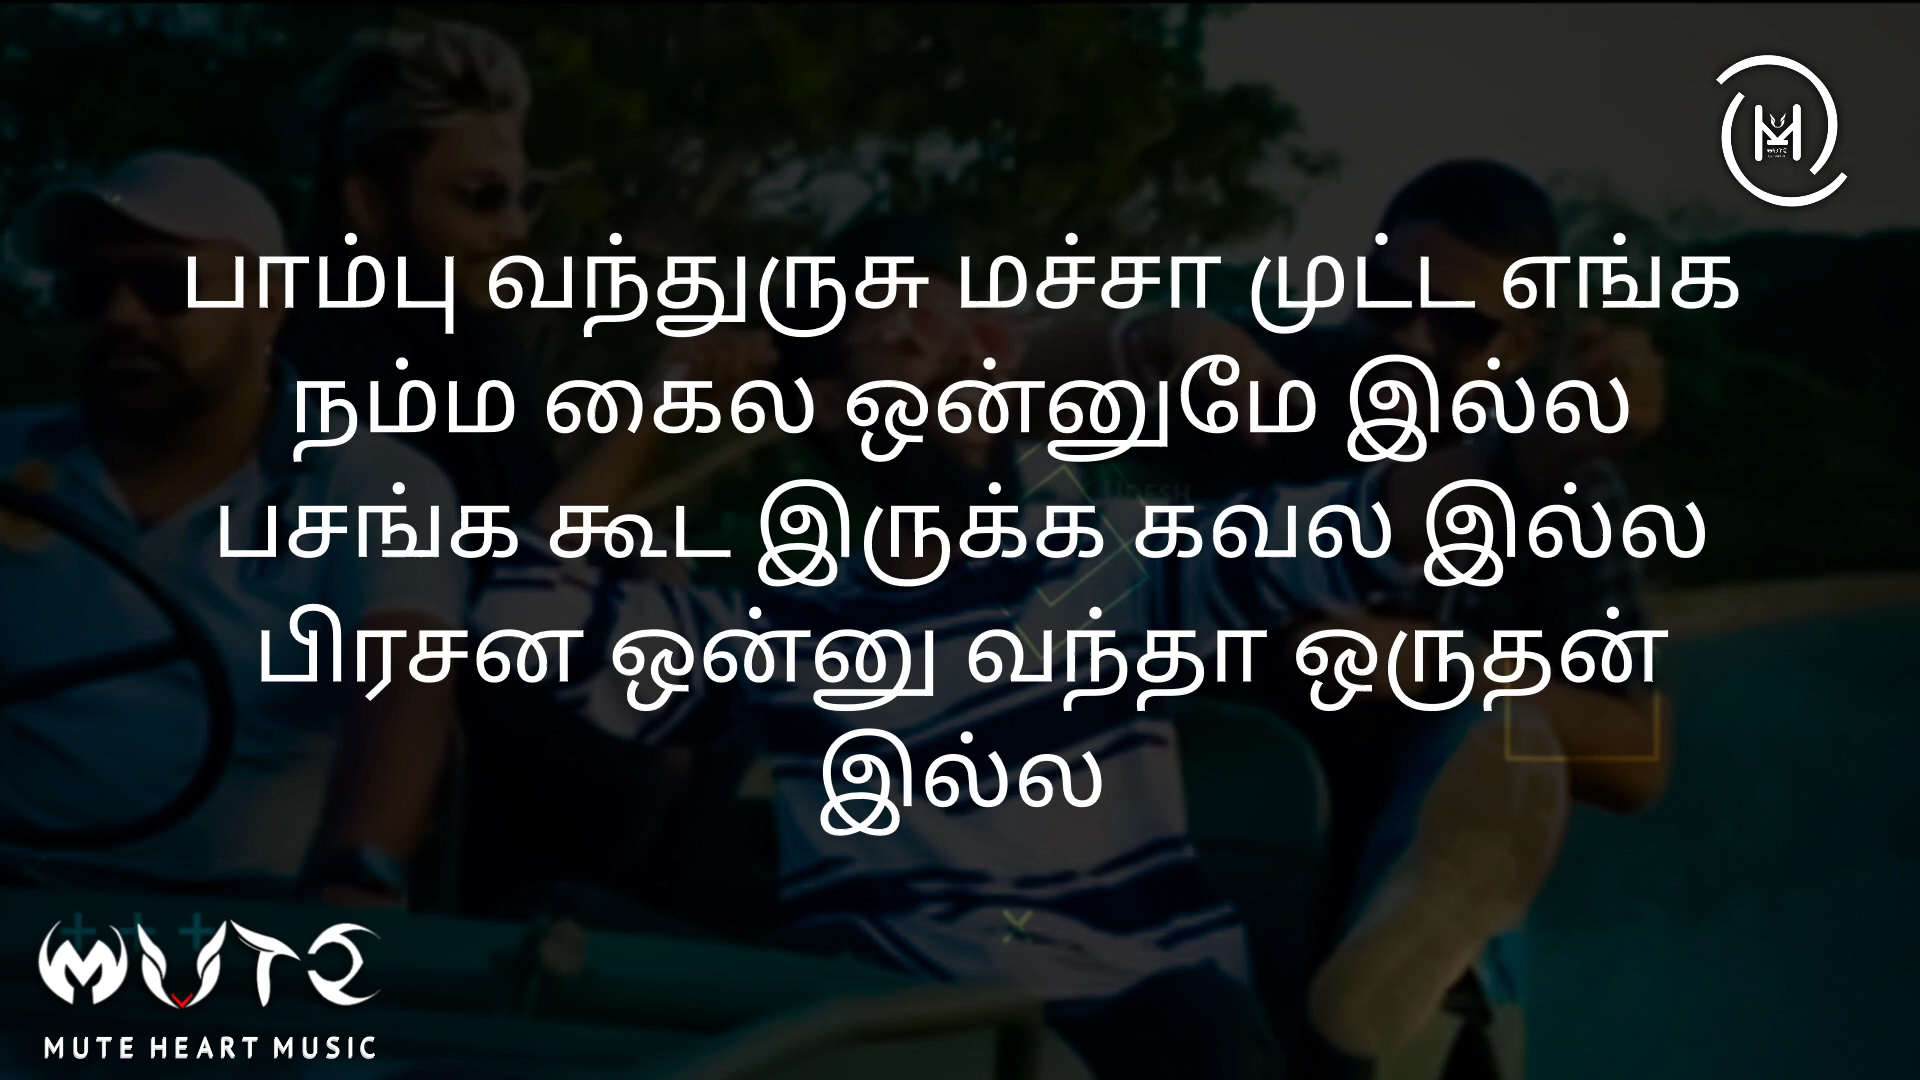 பாம்பு வந்துருசு மச்சா முட்ட எங்க
நம்ம கைல ஒன்னுமே இல்ல
பசங்க கூட இருக்க கவல இல்ல
பிரசன ஒன்னு வந்தா ஒருதன்
இல்ல
MUTE
MUTE HEART MUSIC